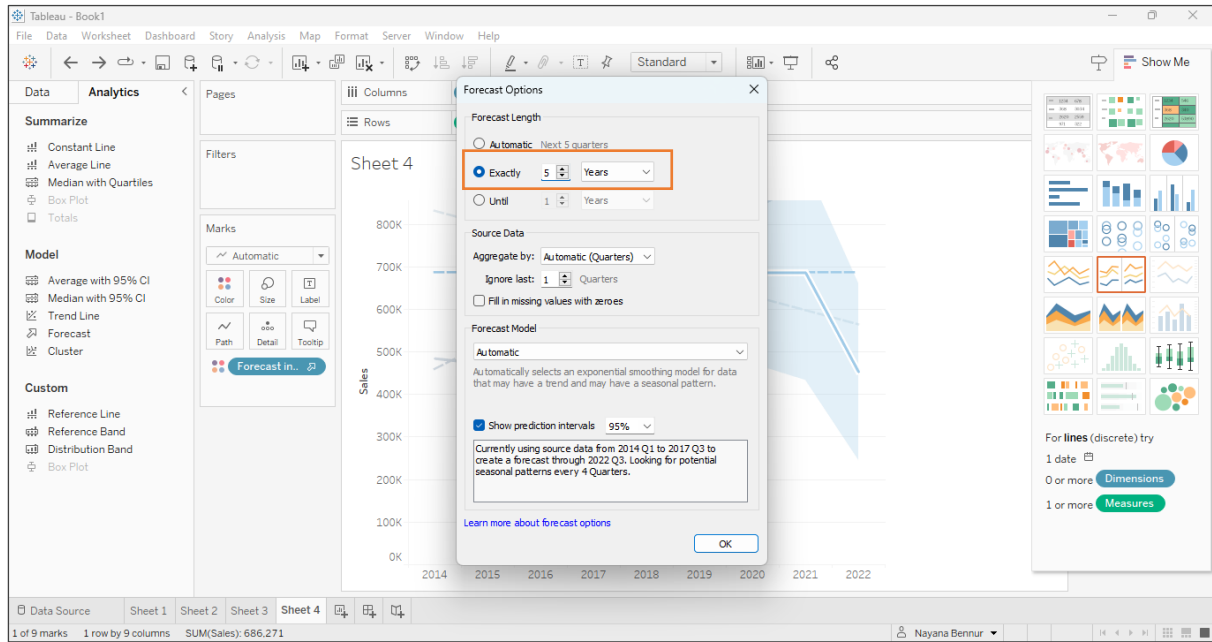 Tableau - Book1
File Data Worksheet Dashboard Story Analysis Map Format Server Window Help
Standard
Show Me
Data Analytics
Pages
iii Columns
Rows
Summarize
Constant Line
Average Line
Median with Quartiles
Box Plot
Totals
Model
Average with 95% CI
Median with 95% CI
Trend Line
Forecast
Cluster
Custom
Reference Line
Reference Band
Distribution Band
Box Plot
Filters
Marks
Automatic
Color Size Label
Path Detail Tooltip
Forecast in..
Sheet 4
Sales
800K
700K
600K
500K
400K
300K
200K
100K
0K
2014 2015 2016 2017 2018 2019 2020 2021 2022
Forecast Options
Forecast Length
Automatic Next 5 quarters
Exactly 5 Years
Until 1 Years
Source Data
Aggregate by: Automatic (Quarters)
Ignore last: 1 Quarters
Fill in missing values with zeroes
Forecast Model
Automatic
Automatically selects an exponential smoothing model for data
that may have a trend and may have a seasonal pattern.
Show prediction intervals 95%
Currently using source data from 2014 Q1 to 2017 Q3 to
create a forecast through 2022 Q3. Looking for potential
seasonal patterns every 4 Quarters.
Learn more about forecast options
OK
For lines (discrete) try
1 date
0 or more Dimensions
1 or more Measures
Data Source Sheet 1 Sheet 2 Sheet 3 Sheet 4
1 of 9 marks 1 row by 9 columns SUM(Sales): 686,271
Nayana Bennur